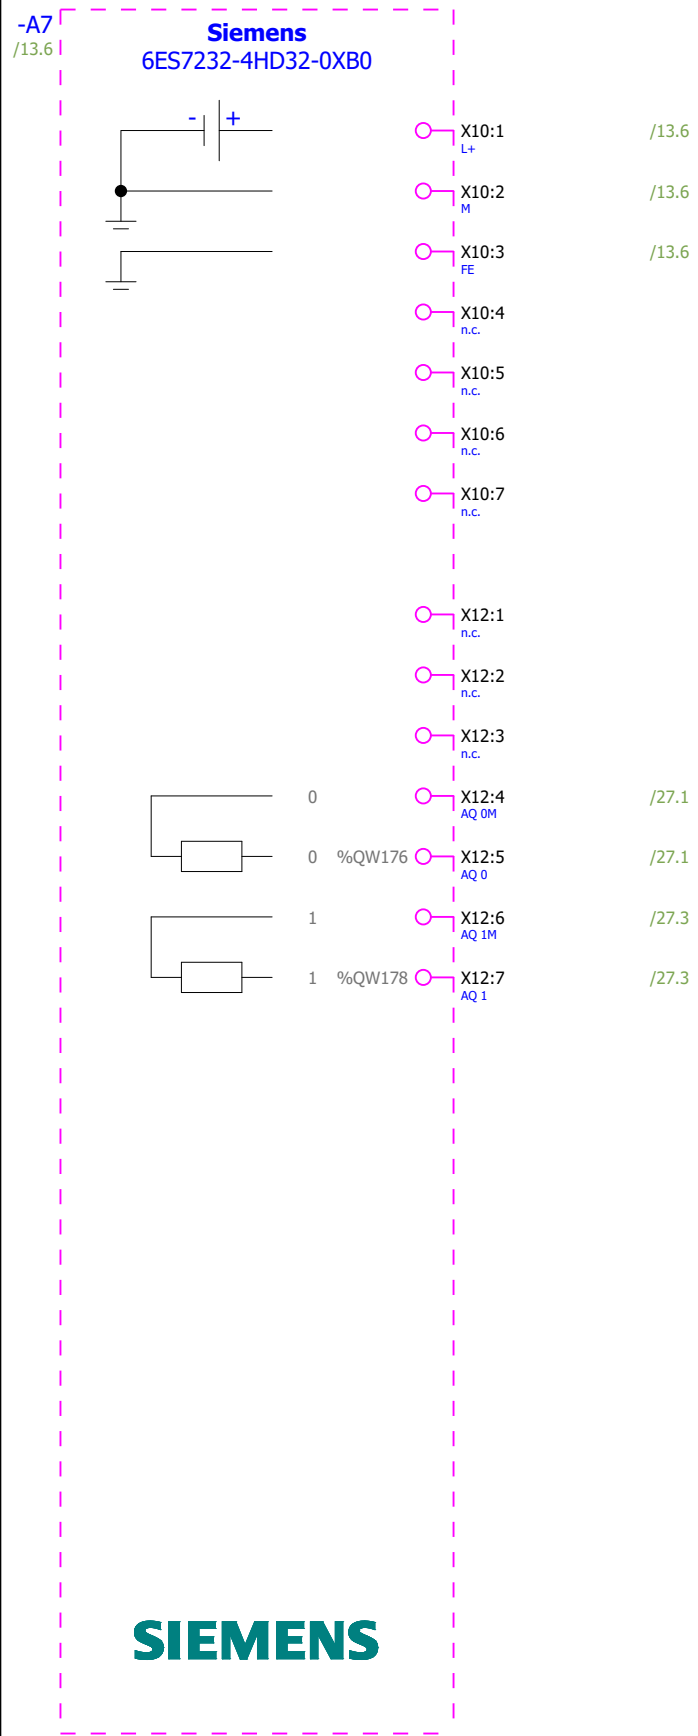 -A7
/13.6
Siemens
6ES7232-4HD32-0XB0
- +
X10:1 /13.6
L+
X10:2 /13.6
M
X10:3 /13.6
FE
X10:4
n.c.
X10:5
n.c.
X10:6
n.c.
X10:7
n.c.
X12:1
n.c.
X12:2
n.c.
X12:3
n.c.
0 X12:4 /27.1
AQ 0M
0 %QW176 X12:5 /27.1
AQ 0
1 X12:6 /27.3
AQ 1M
1 %QW178 X12:7 /27.3
AQ 1
SIEMENS